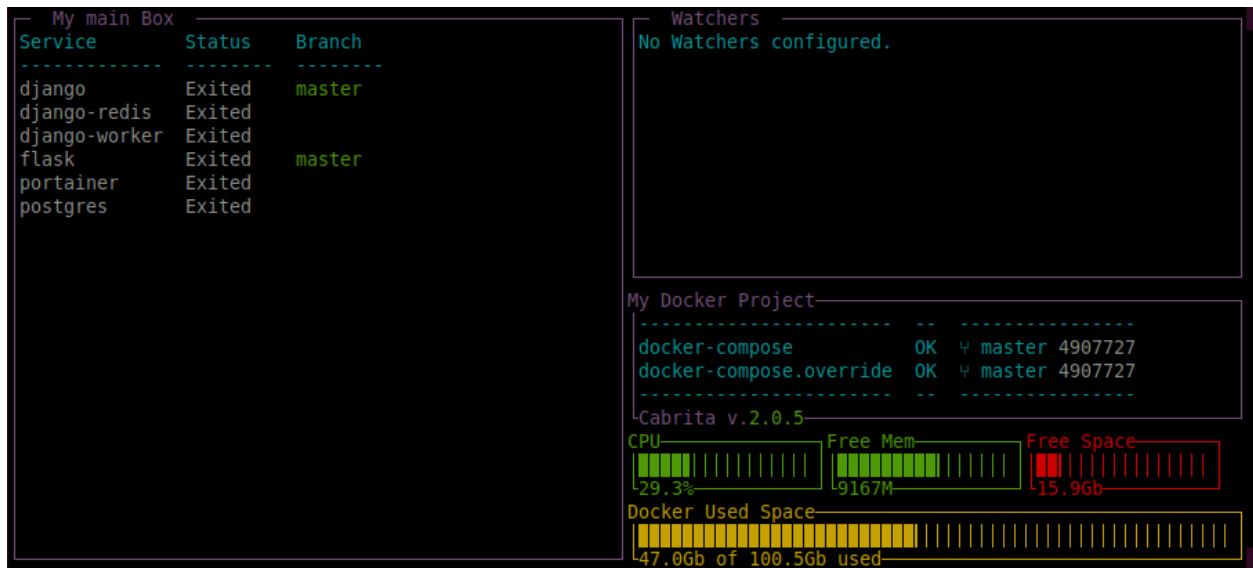 My main Box
Service Status Branch
------------- -------- --------
django Exited master
django-redis Exited
django-worker Exited
flask Exited master
portainer Exited
postgres Exited
Watchers
No Watchers configured.
My Docker Project
----------------------- -- ----------------
docker-compose OK ⑂ master 4907727
docker-compose.override OK ⑂ master 4907727
----------------------- -- ----------------
Cabrita v.2.0.5
CPU Free Mem Free Space
29.3% 9167M 15.9Gb
Docker Used Space
47.0Gb of 100.5Gb used